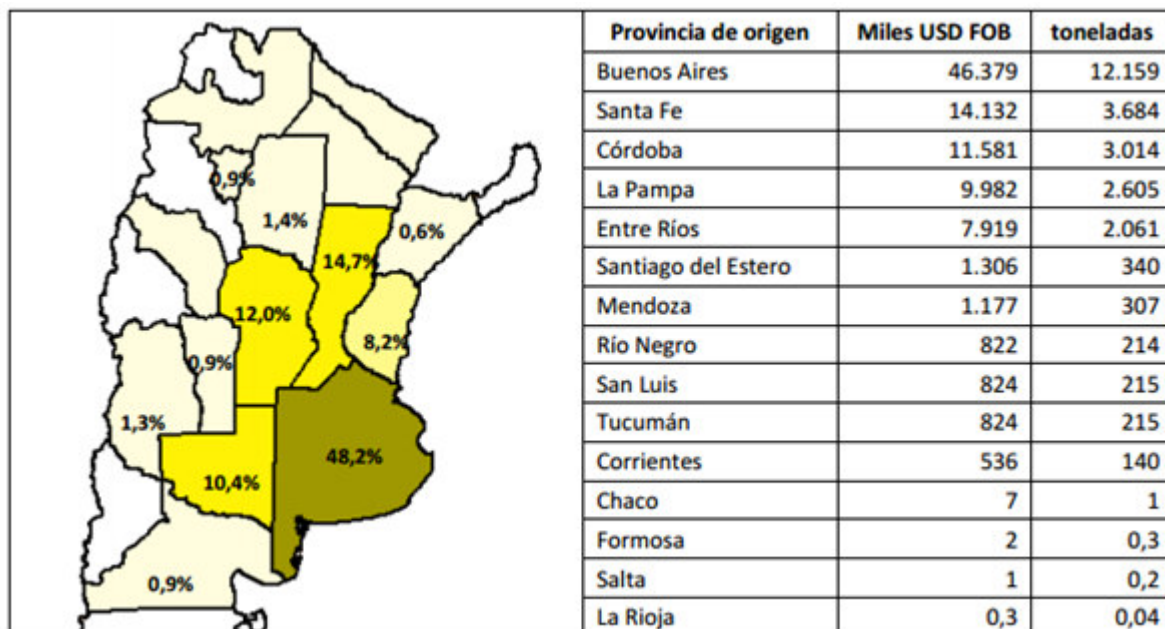 0,9%
1,4%
0,6%
14,7%
12,0%
8,2%
0,9%
1,3%
48,2%
10,4%
0,9%
Provincia de origen Miles USD FOB toneladas
Buenos Aires 46.379 12.159
Santa Fe 14.132 3.684
Córdoba 11.581 3.014
La Pampa 9.982 2.605
Entre Ríos 7.919 2.061
Santiago del Estero 1.306 340
Mendoza 1.177 307
Río Negro 822 214
San Luis 824 215
Tucumán 824 215
Corrientes 536 140
Chaco 7 1
Formosa 2 0,3
Salta 1 0,2
La Rioja 0,3 0,04